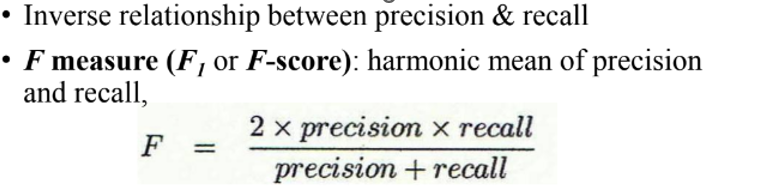 • Inverse relationship between precision & recall
• F measure (F₁ or F-score): harmonic mean of precision
and recall,
F = 2 × precision × recall
precision + recall